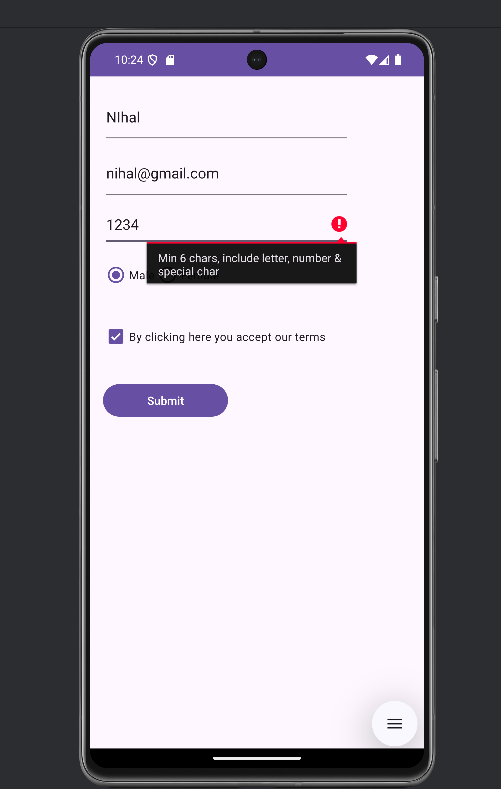 10:24
NIhal
nihal@gmail.com
1234
Min 6 chars, include letter, number &
special char
Male
By clicking here you accept our terms
Submit